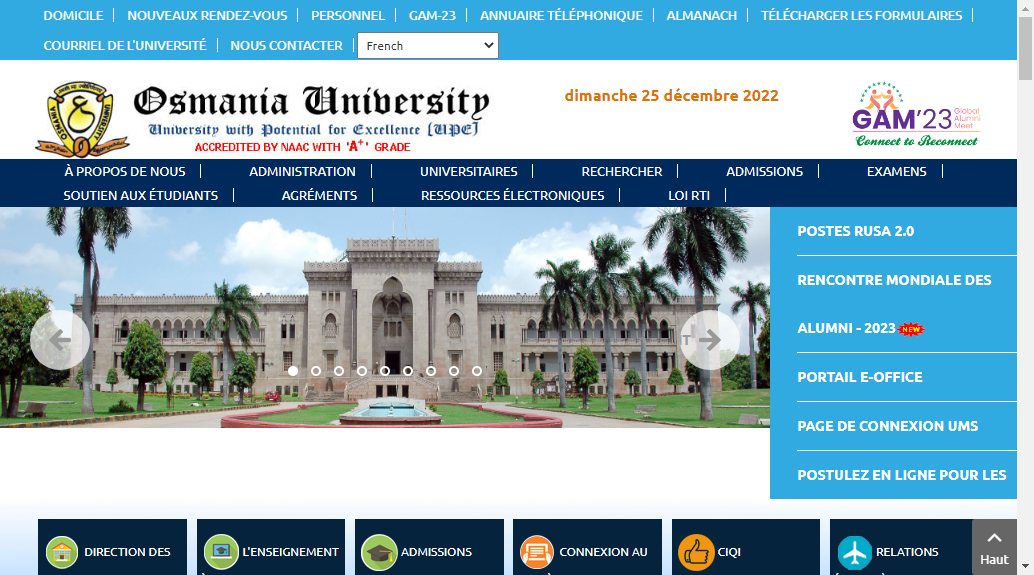 DOMICILE NOUVEAUX RENDEZ-VOUS PERSONNEL GAM-23 ANNUAIRE TÉLÉPHONIQUE ALMANACH TÉLÉCHARGER LES FORMULAIRES
COURRIEL DE L'UNIVERSITÉ NOUS CONTACTER French
Osmania University
University with Potential for Excellence (UPE)
ACCREDITED BY NAAC WITH 'A+' GRADE
dimanche 25 décembre 2022
GAM'23 Global Alumni Meet
Connect to Reconnect
À PROPOS DE NOUS ADMINISTRATION UNIVERSITAIRES RECHERCHER ADMISSIONS EXAMENS
SOUTIEN AUX ÉTUDIANTS AGRÉMENTS RESSOURCES ÉLECTRONIQUES LOI RTI
POSTES RUSA 2.0
RENCONTRE MONDIALE DES
ALUMNI - 2023 NEW
PORTAIL E-OFFICE
PAGE DE CONNEXION UMS
POSTULEZ EN LIGNE POUR LES
DIRECTION DES L'ENSEIGNEMENT ADMISSIONS CONNEXION AU CIQI RELATIONS
Haut